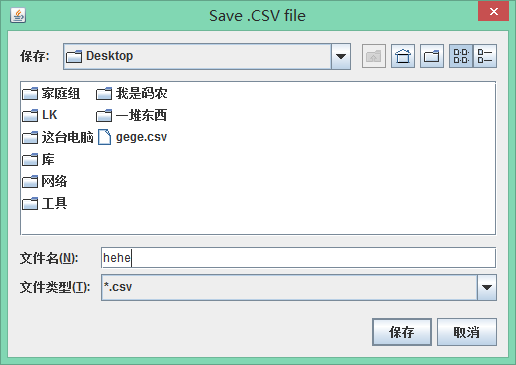 Save .CSV file
保存: Desktop
家庭组 我是码农
LK 一堆东西
这台电脑 gege.csv
库
网络
工具
文件名(N): hehe
文件类型(T): *.csv
保存 取消